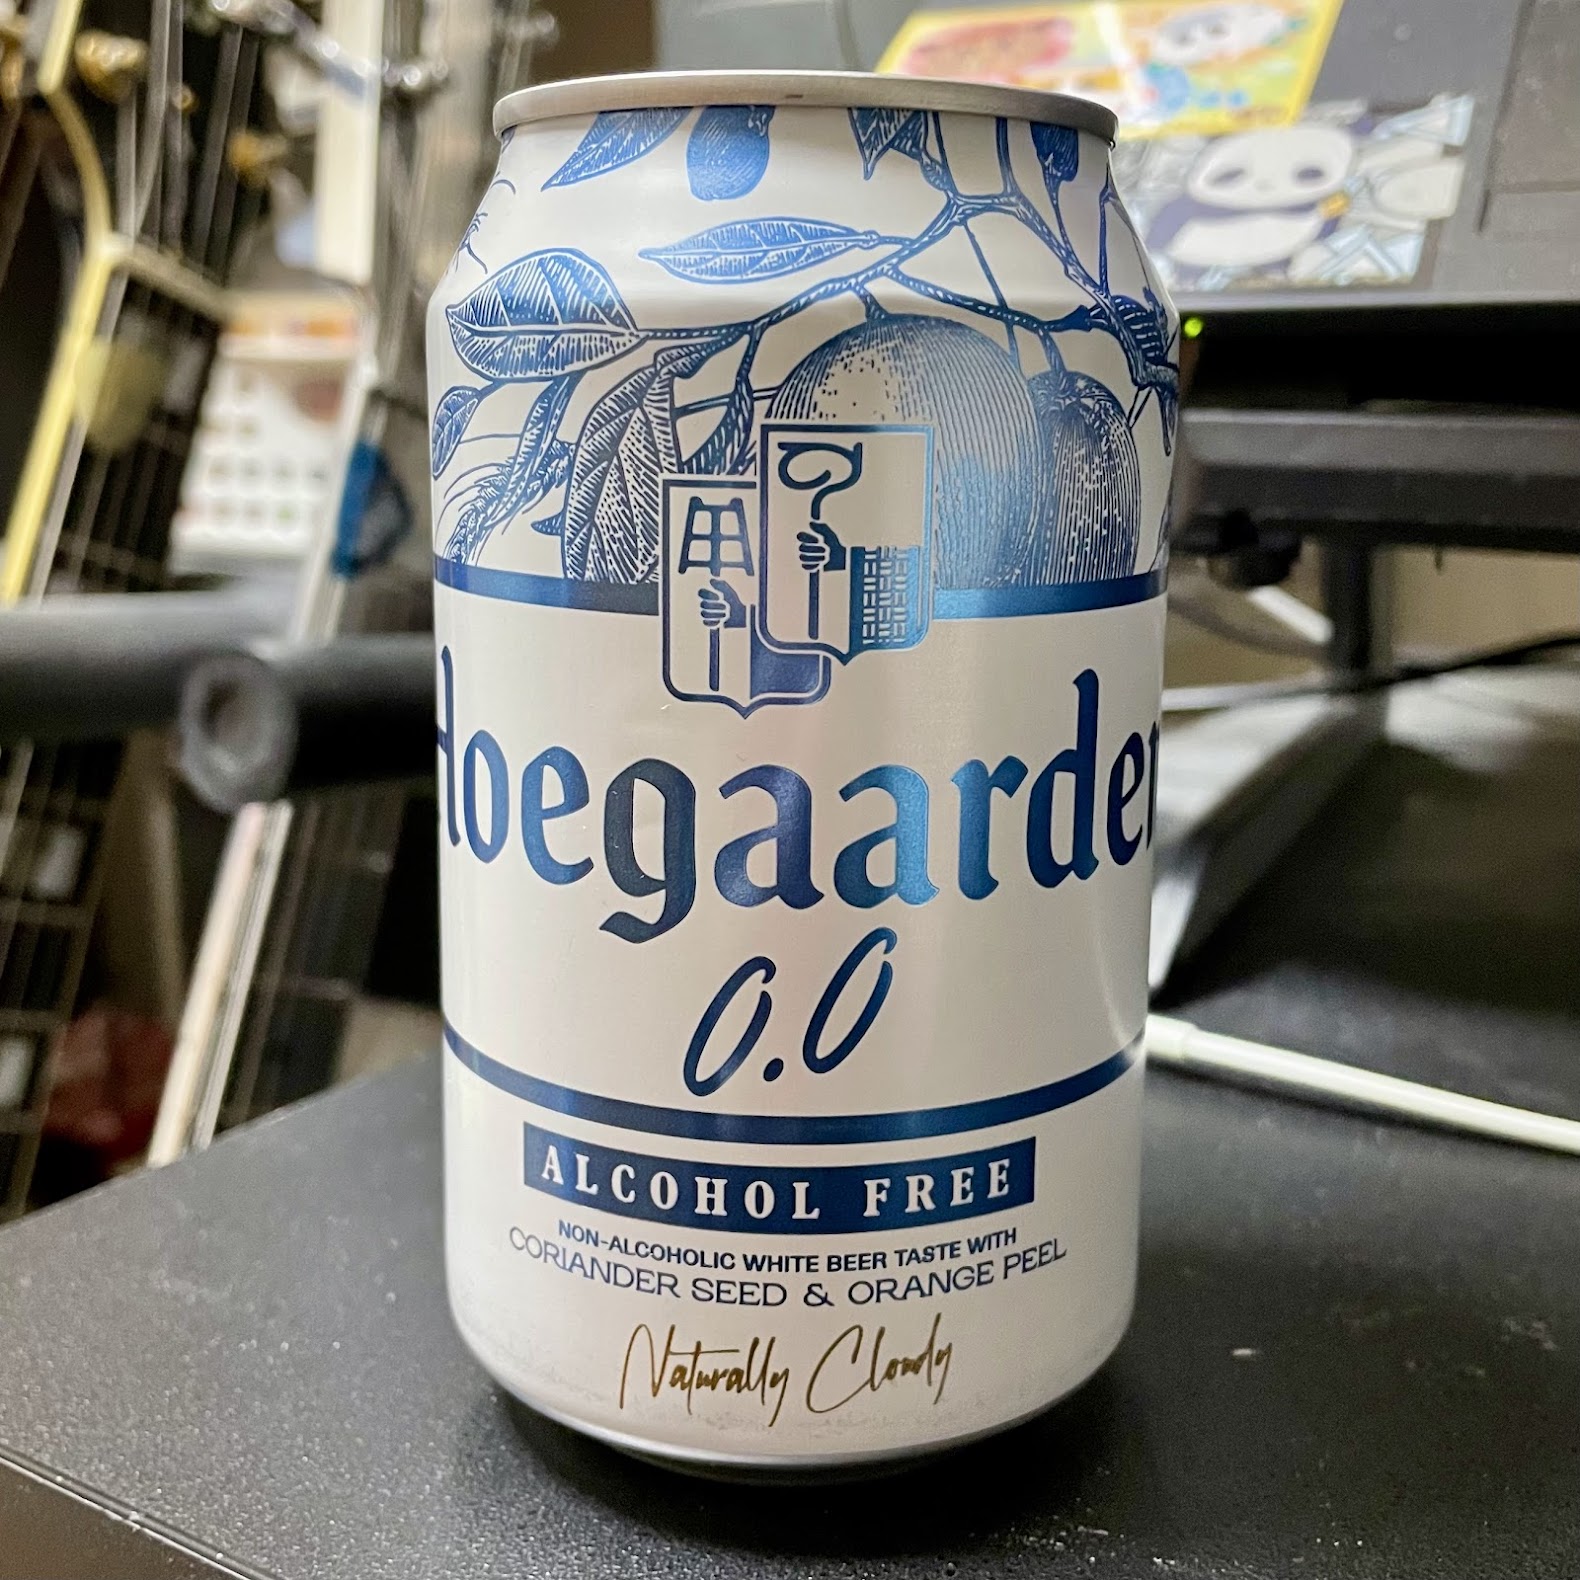 Hoegaarden
0.0
ALCOHOL FREE
NON-ALCOHOLIC WHITE BEER TASTE WITH
CORIANDER SEED & ORANGE PEEL
Naturally Cloudy